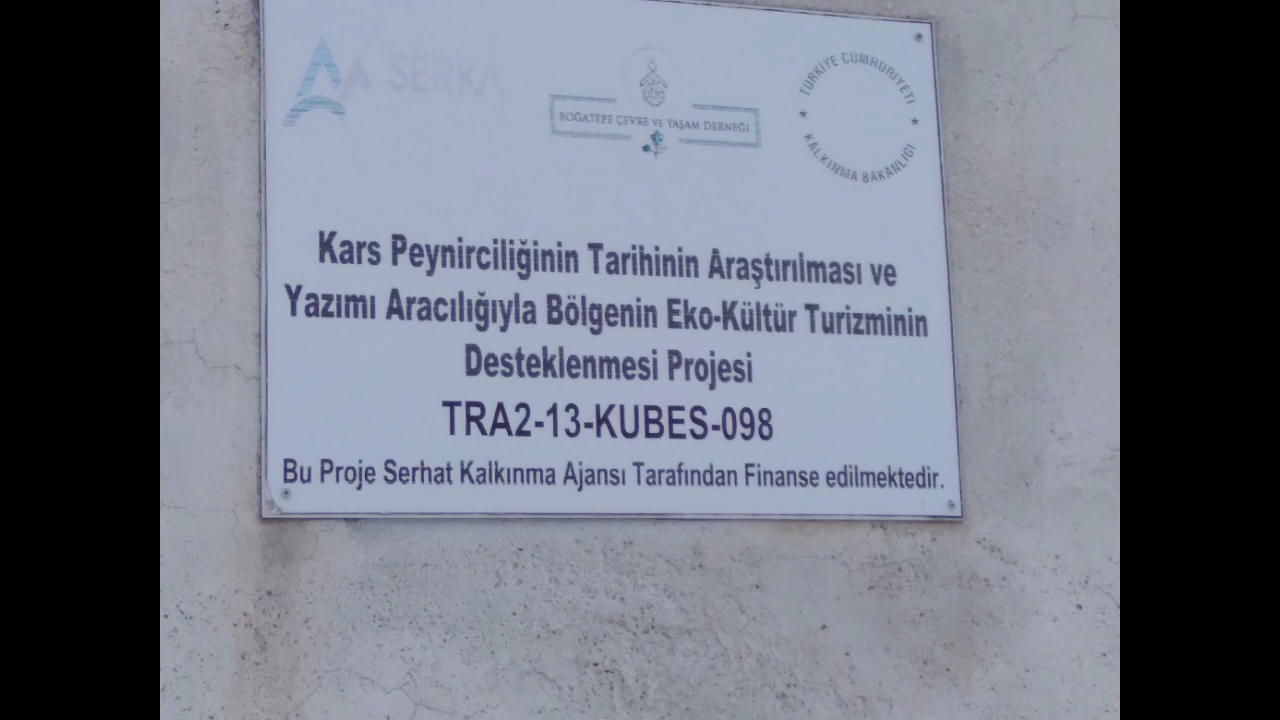 SERKA
BOĞATEPE ÇEVRE VE YAŞAM DERNEĞİ
TÜRKİYE CUMHURİYETİ
KALKINMA BAKANLIĞI
Kars Peynirciliğinin Tarihinin Araştırılması ve
Yazımı Aracılığıyla Bölgenin Eko-Kültür Turizminin
Desteklenmesi Projesi
TRA2-13-KUBES-098
Bu Proje Serhat Kalkınma Ajansı Tarafından Finanse edilmektedir.